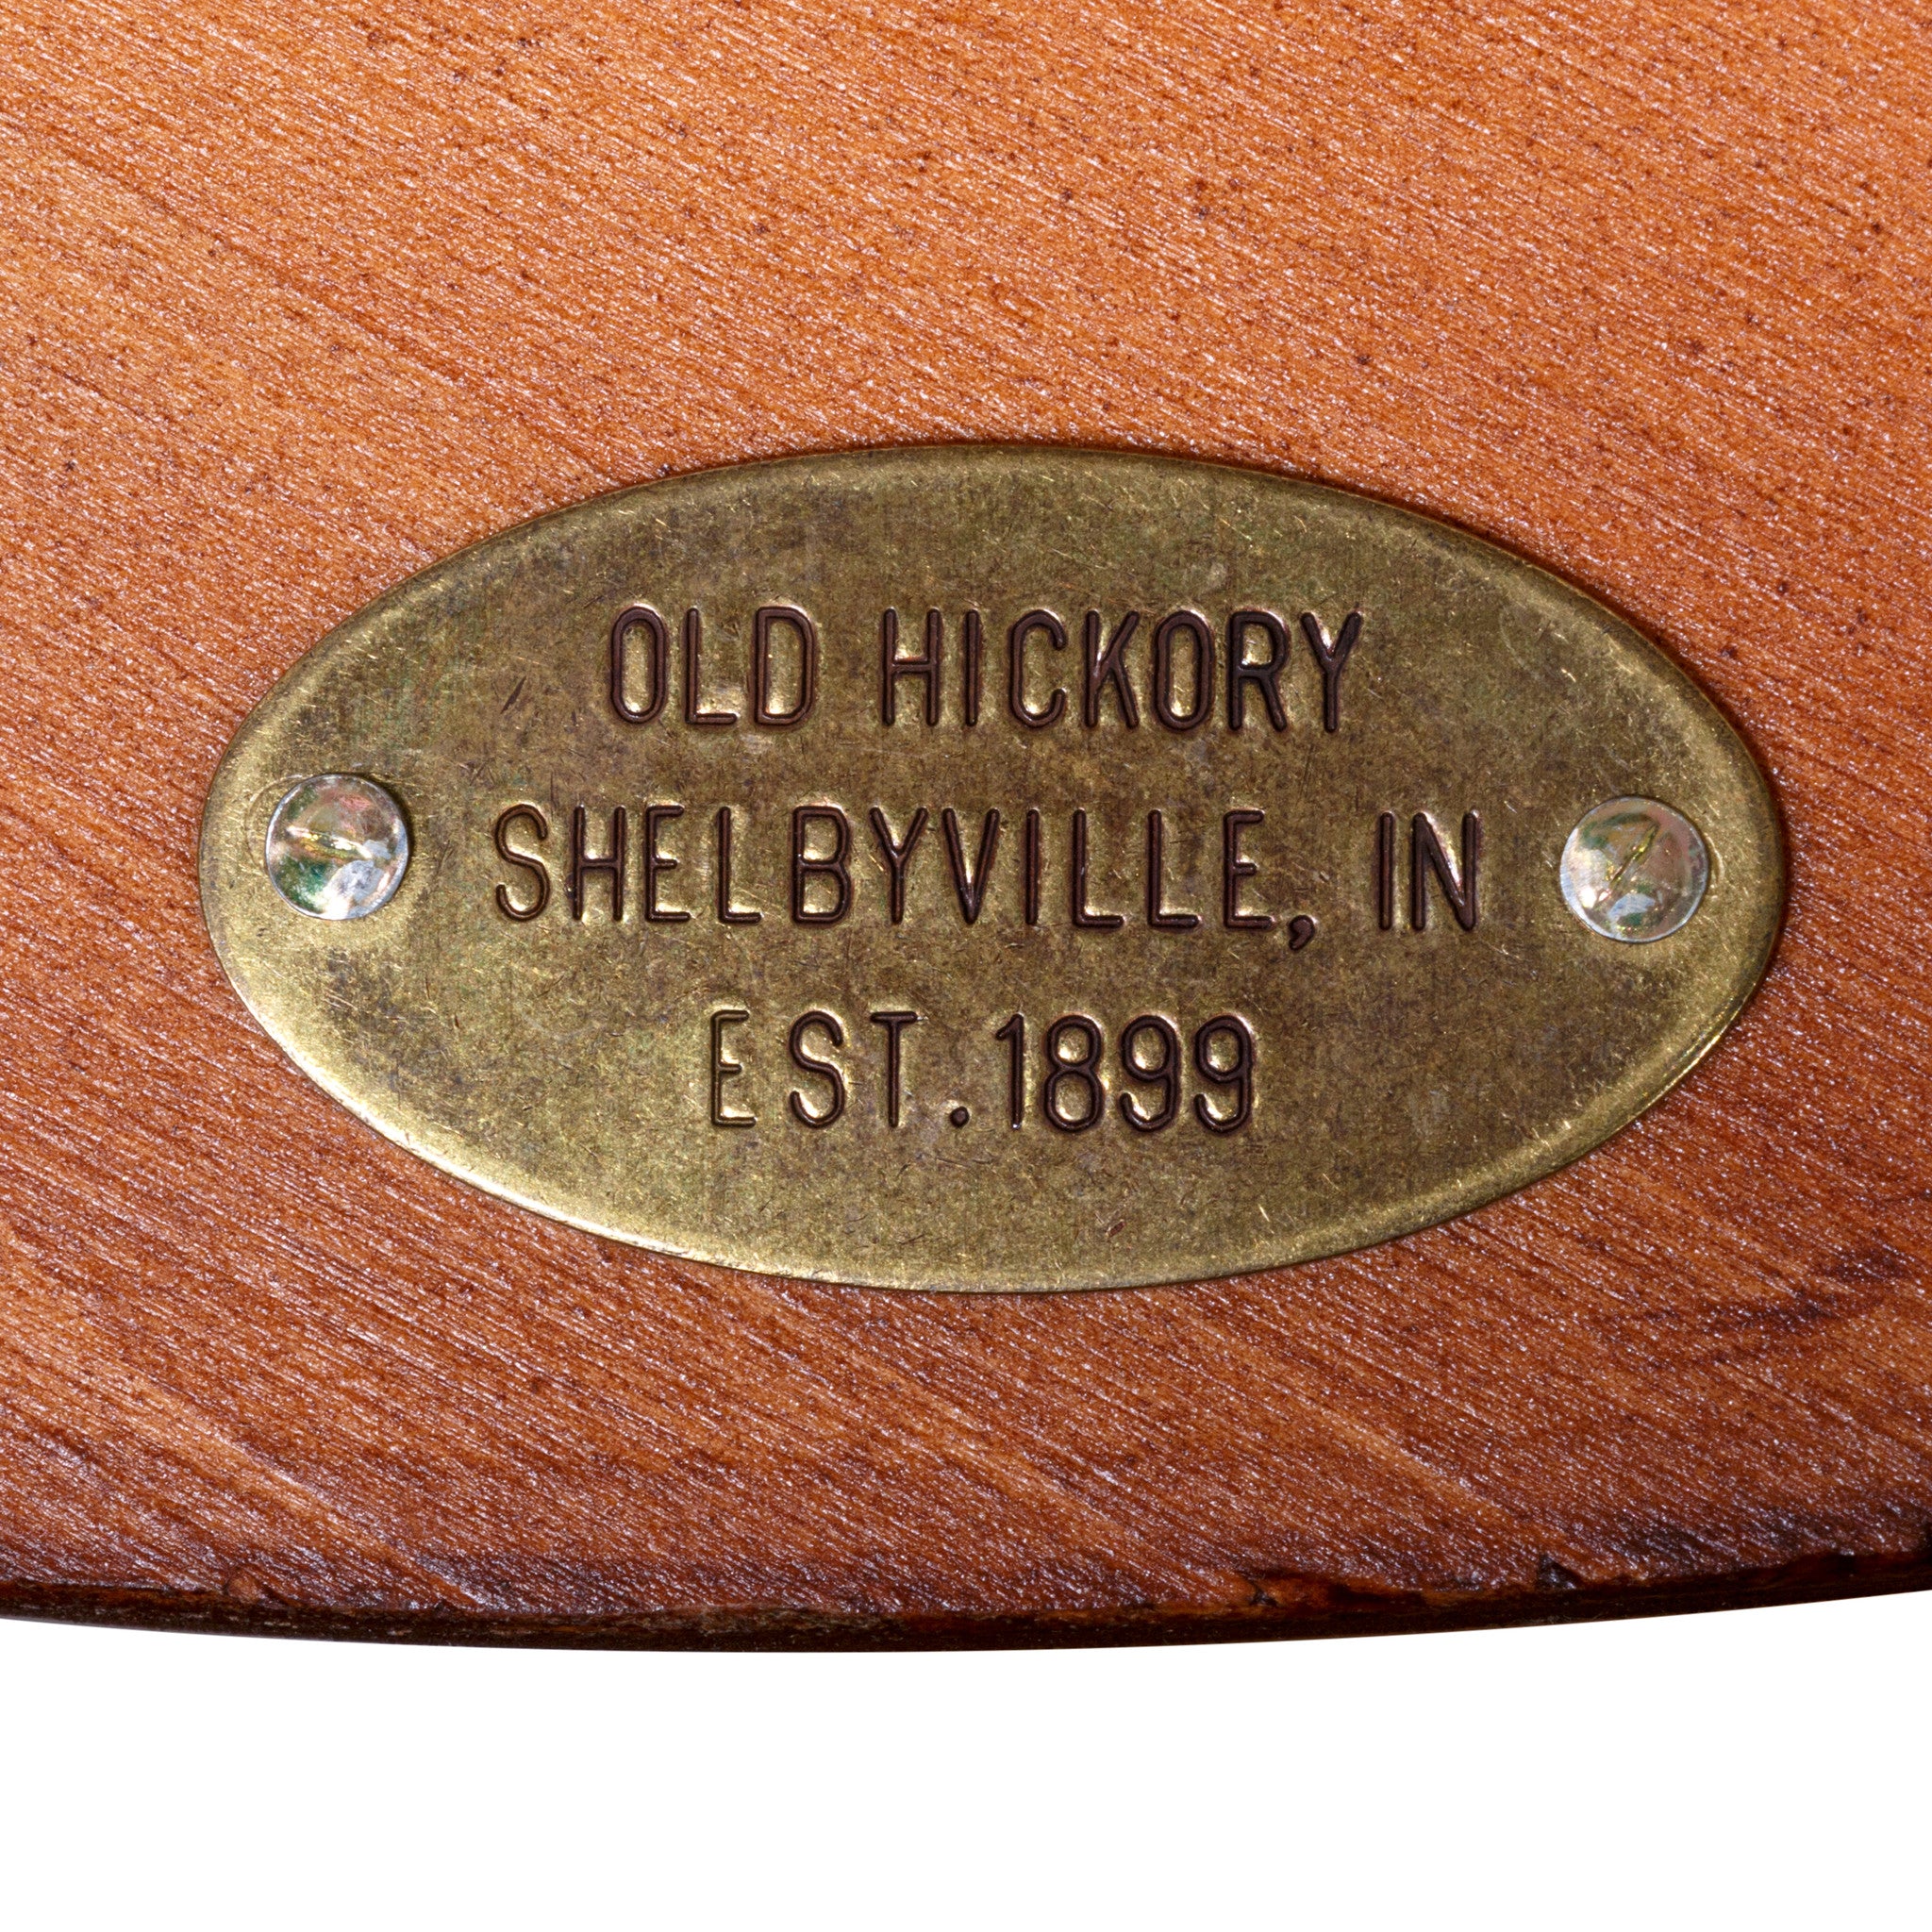 OLD HICKORY
SHELBYVILLE, IN
EST.1899